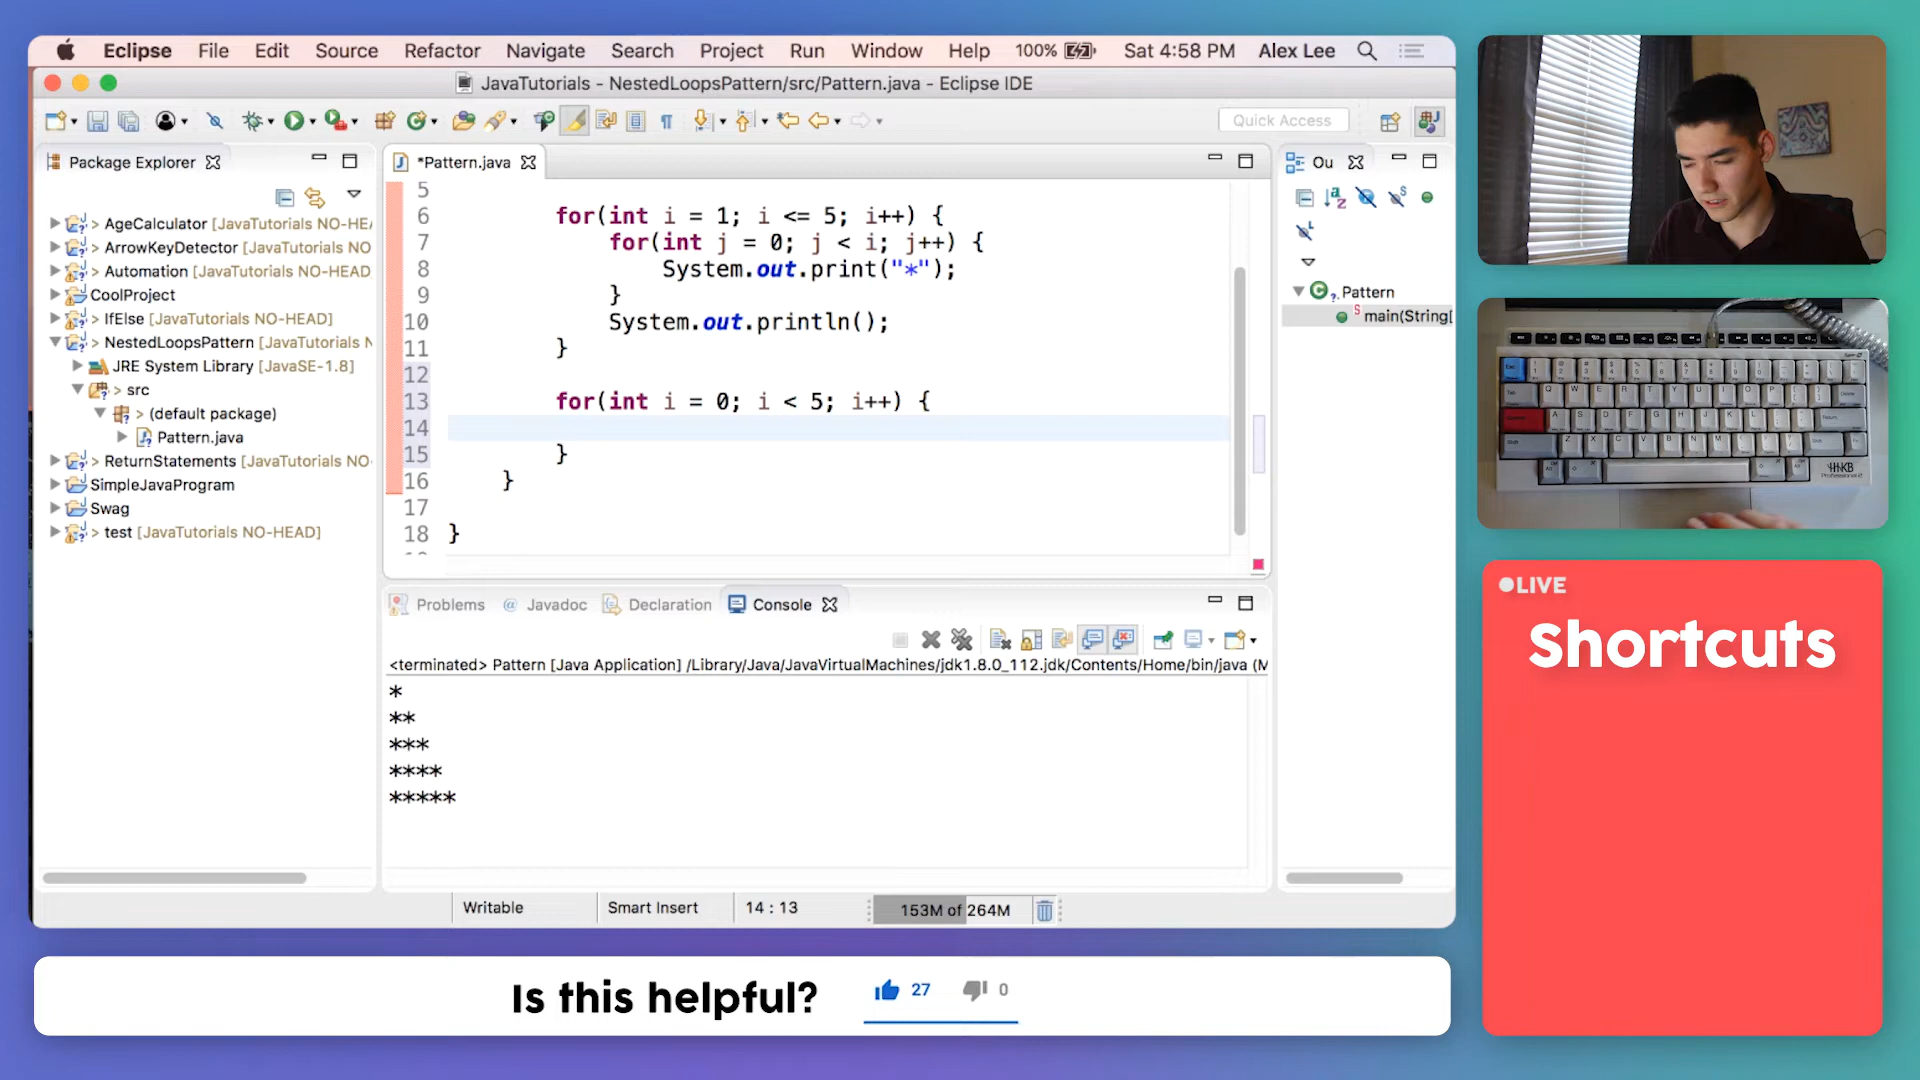 Eclipse File Edit Source Refactor Navigate Search Project Run Window Help 100% Sat 4:58 PM Alex Lee
JavaTutorials - NestedLoopsPattern/src/Pattern.java - Eclipse IDE
Quick Access
Package Explorer
> AgeCalculator [JavaTutorials NO-HEA
> ArrowKeyDetector [JavaTutorials NO
> Automation [JavaTutorials NO-HEAD
CoolProject
> IfElse [JavaTutorials NO-HEAD]
> NestedLoopsPattern [JavaTutorials N
JRE System Library [JavaSE-1.8]
> src
> (default package)
Pattern.java
> ReturnStatements [JavaTutorials NO-
SimpleJavaProgram
Swag
> test [JavaTutorials NO-HEAD]
*Pattern.java
5
6 for(int i = 1; i <= 5; i++) {
7 for(int j = 0; j < i; j++) {
8 System.out.print("*");
9 }
10 System.out.println();
11 }
12
13 for(int i = 0; i < 5; i++) {
14
15 }
16 }
17
18 }
Ou
Pattern
main(String[
Problems @ Javadoc Declaration Console
<terminated> Pattern [Java Application] /Library/Java/JavaVirtualMachines/jdk1.8.0_112.jdk/Contents/Home/bin/java (M
*
**
***
****
*****
Writable Smart Insert 14 : 13 153M of 264M
HHKB
Professional
LIVE
Shortcuts
Is this helpful? 27 0